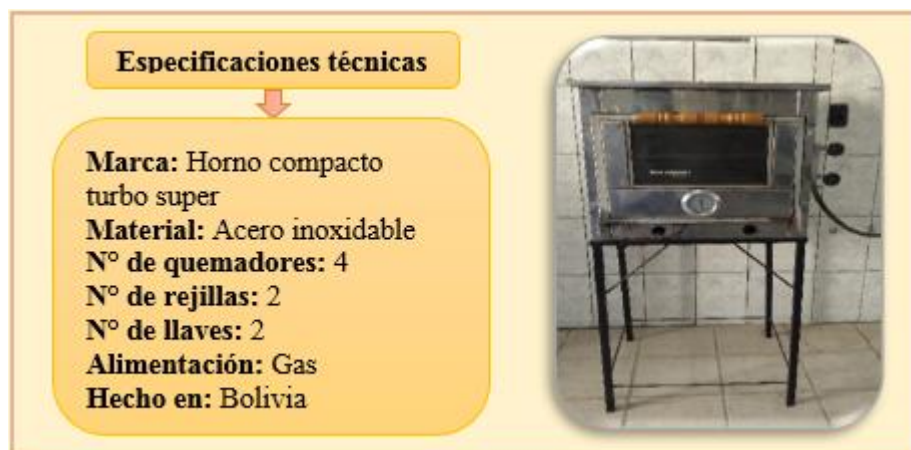 Especificaciones técnicas
Marca: Horno compacto
turbo super
Material: Acero inoxidable
N° de quemadores: 4
N° de rejillas: 2
N° de llaves: 2
Alimentación: Gas
Hecho en: Bolivia